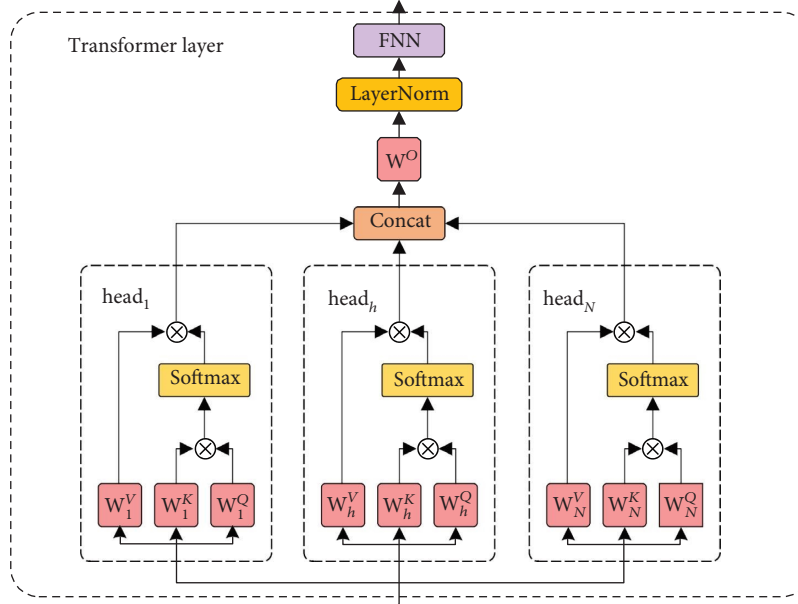 Transformer layer
FNN
LayerNorm
W^O
Concat
head_1
head_h
head_N
Softmax
Softmax
Softmax
W_1^V W_1^K W_1^Q
W_h^V W_h^K W_h^Q
W_N^V W_N^K W_N^Q